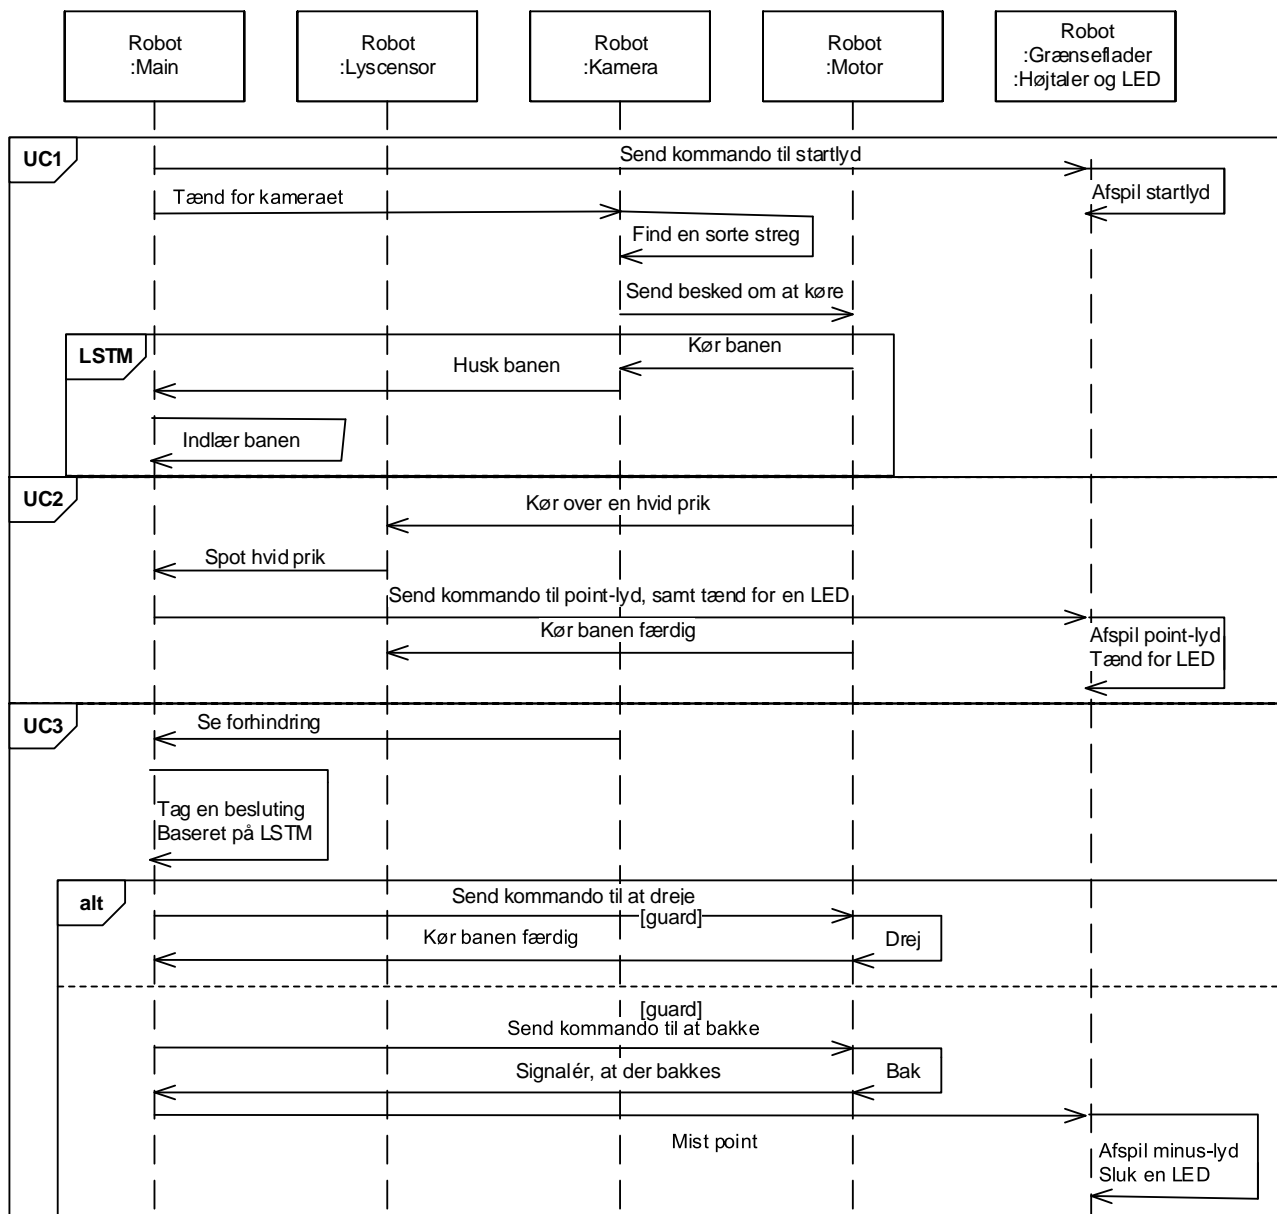 Robot
:Main
Robot
:Lyscensor
Robot
:Kamera
Robot
:Motor
Robot
:Grænseflader
:Højtaler og LED
UC1
Send kommando til startlyd
Afspil startlyd
Tænd for kameraet
Find en sorte streg
Send besked om at køre
LSTM
Kør banen
Husk banen
Indlær banen
UC2
Kør over en hvid prik
Spot hvid prik
Send kommando til point-lyd, samt tænd for en LED
Kør banen færdig
Afspil point-lyd
Tænd for LED
UC3
Se forhindring
Tag en besluting
Baseret på LSTM
alt
Send kommando til at dreje
[guard]
Kør banen færdig
Drej
[guard]
Send kommando til at bakke
Signalér, at der bakkes
Bak
Mist point
Afspil minus-lyd
Sluk en LED